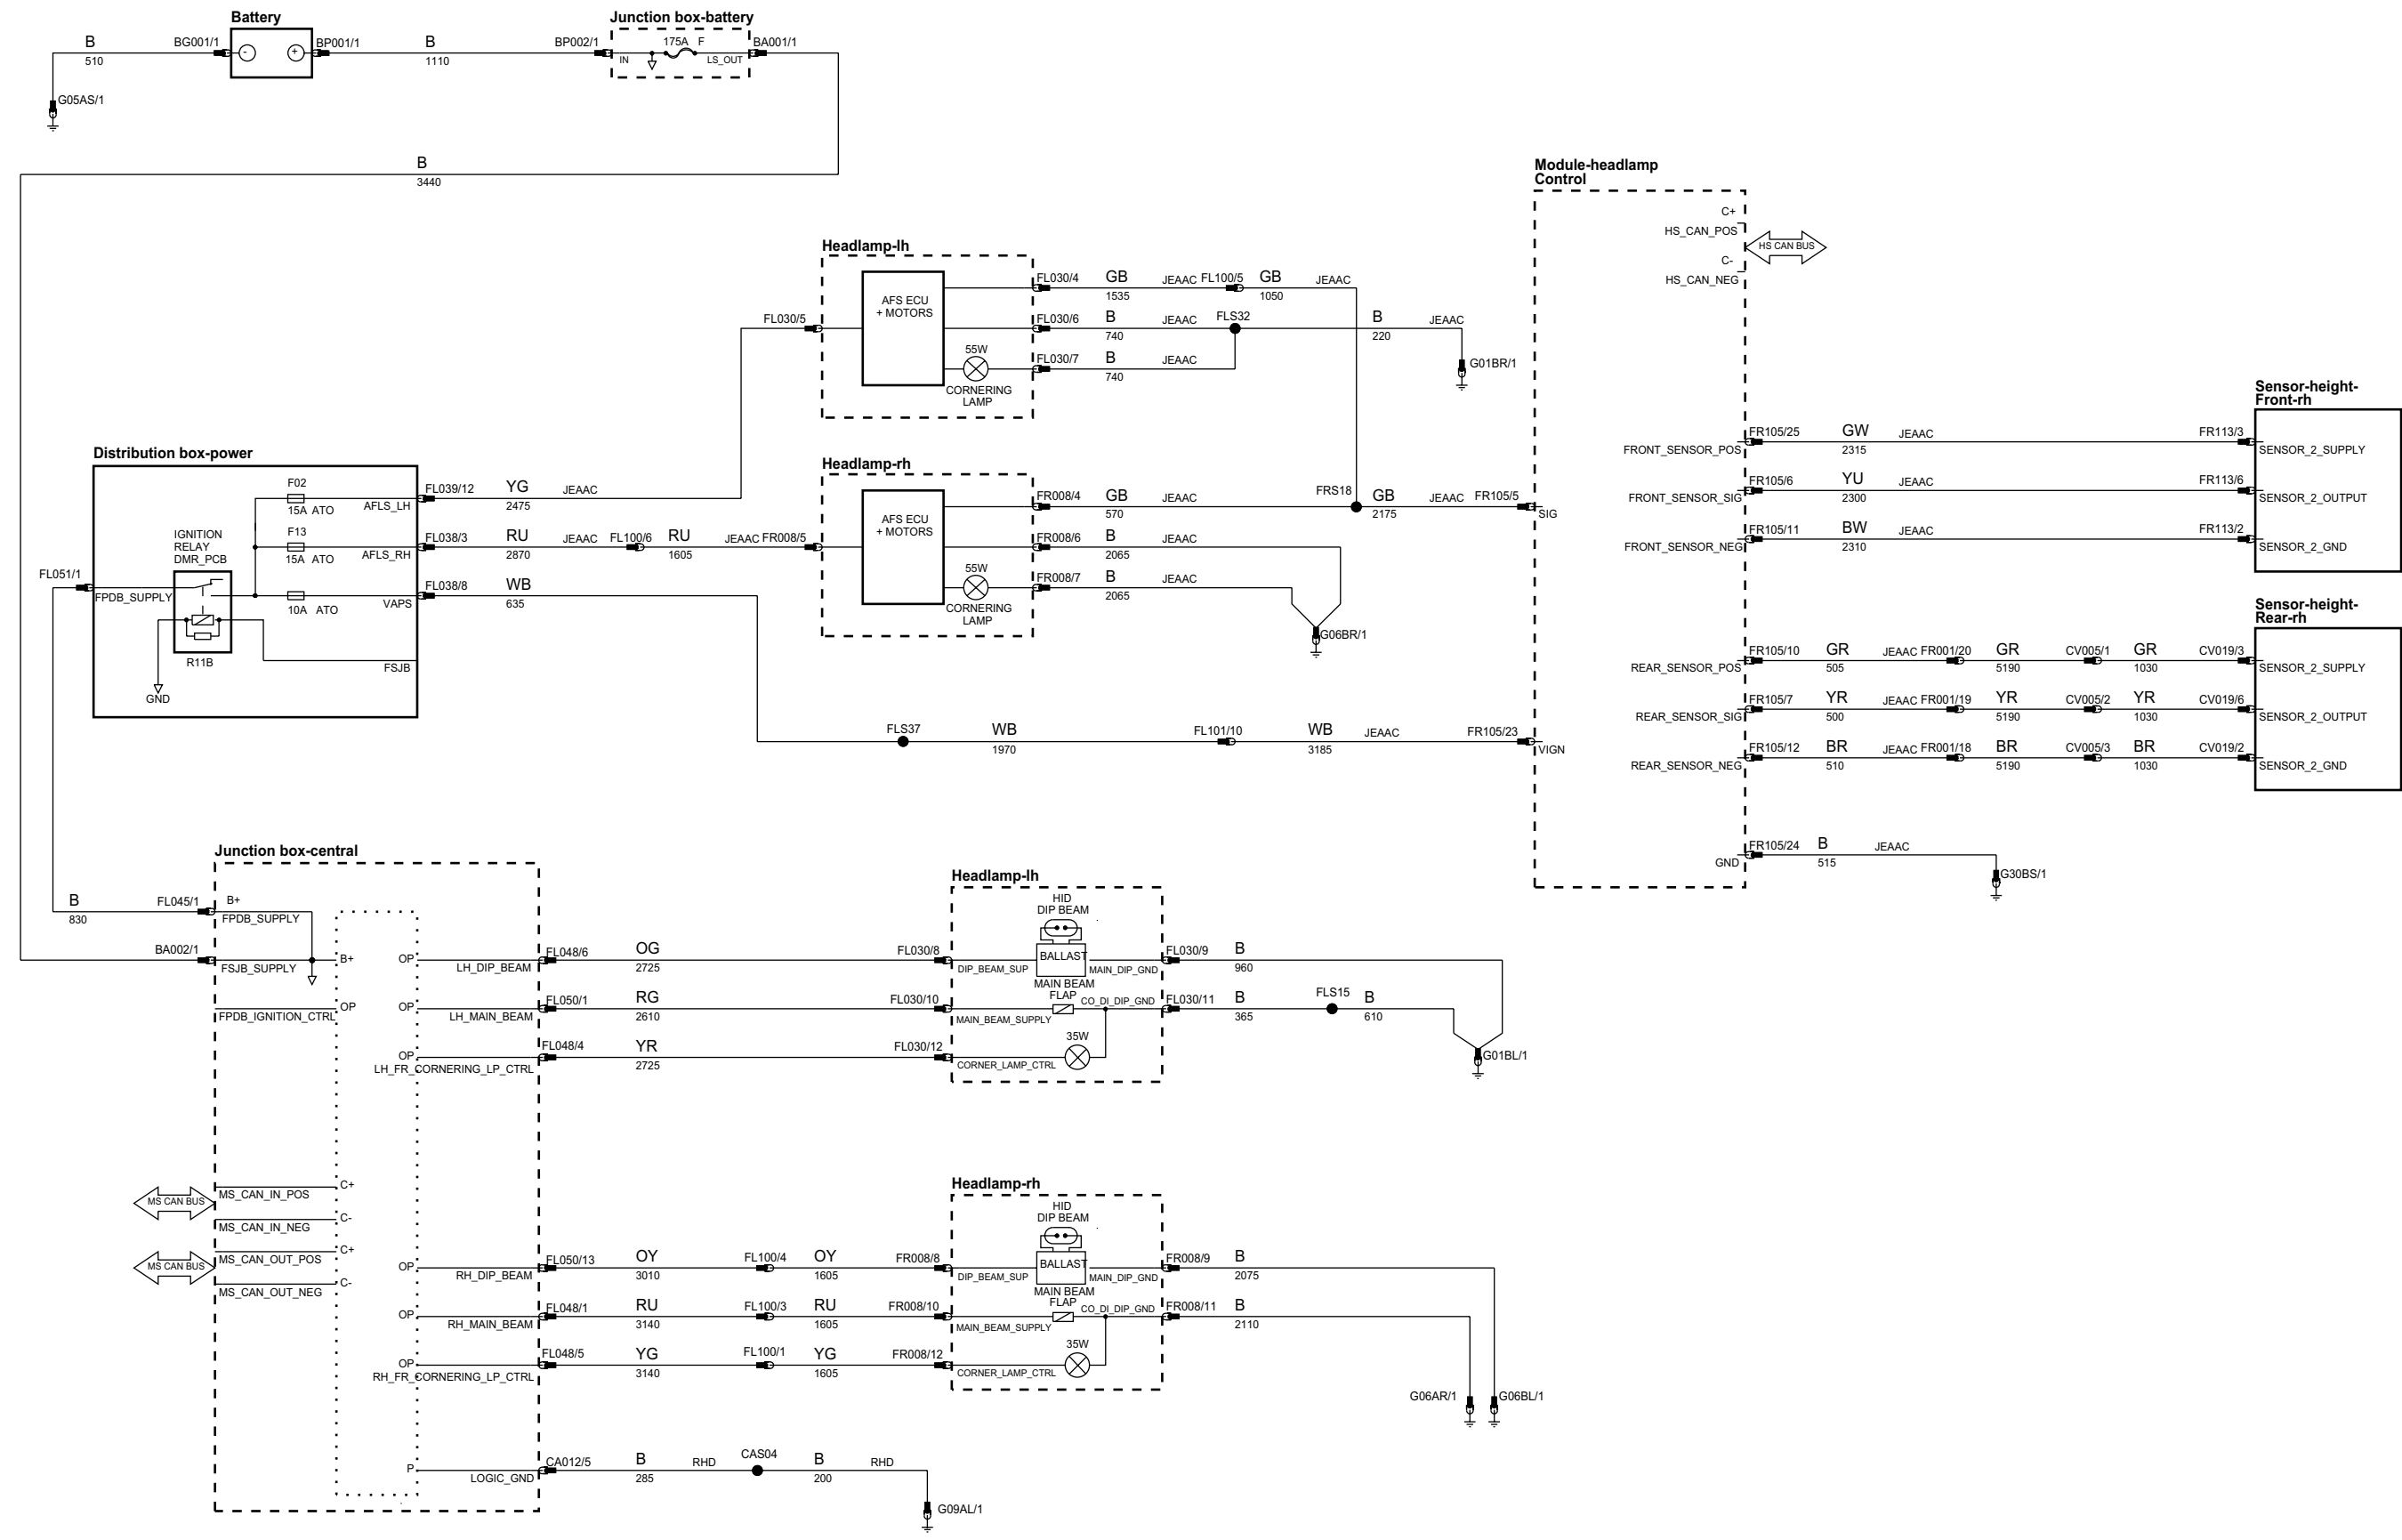 Battery
Junction box-battery
B
510
BG001/1
-
+
BP001/1
B
1110
BP002/1
175A F
IN
LS_OUT
BA001/1
G05AS/1
B
3440
Module-headlamp
Control
C+
HS_CAN_POS
HS CAN BUS
C-
HS_CAN_NEG
Headlamp-lh
FL030/5
AFS ECU
+ MOTORS
55W
CORNERING
LAMP
FL030/4
GB
1535
JEAAC
FL100/5
GB
1050
JEAAC
FL030/6
B
740
JEAAC
FLS32
B
220
JEAAC
FL030/7
B
740
JEAAC
G01BR/1
Sensor-height-
Front-rh
FRONT_SENSOR_POS
FR105/25
GW
2315
JEAAC
FR113/3
SENSOR_2_SUPPLY
FRONT_SENSOR_SIG
FR105/6
YU
2300
JEAAC
FR113/6
SENSOR_2_OUTPUT
FRONT_SENSOR_NEG
FR105/11
BW
2310
JEAAC
FR113/2
SENSOR_2_GND
Distribution box-power
F02
15A ATO
AFLS_LH
FL039/12
YG
2475
JEAAC
F13
15A ATO
AFLS_RH
FL038/3
RU
2870
JEAAC
FL100/6
RU
1605
JEAAC
FR008/5
IGNITION
RELAY
DMR_PCB
FL051/1
FPDB_SUPPLY
10A ATO
VAPS
FL038/8
WB
635
R11B
FSJB
GND
Headlamp-rh
AFS ECU
+ MOTORS
55W
CORNERING
LAMP
FR008/4
GB
570
JEAAC
FRS18
GB
2175
JEAAC
FR105/5
SIG
FR008/6
B
2065
JEAAC
FR008/7
B
2065
JEAAC
G06BR/1
Sensor-height-
Rear-rh
REAR_SENSOR_POS
FR105/10
GR
505
JEAAC
FR001/20
GR
5190
CV005/1
GR
1030
CV019/3
SENSOR_2_SUPPLY
REAR_SENSOR_SIG
FR105/7
YR
500
JEAAC
FR001/19
YR
5190
CV005/2
YR
1030
CV019/6
SENSOR_2_OUTPUT
REAR_SENSOR_NEG
FR105/12
BR
510
JEAAC
FR001/18
BR
5190
CV005/3
BR
1030
CV019/2
SENSOR_2_GND
FLS37
WB
1970
FL101/10
WB
3185
JEAAC
FR105/23
VIGN
GND
FR105/24
B
515
JEAAC
G30BS/1
Junction box-central
B
830
FL045/1
B+
FPDB_SUPPLY
BA002/1
FSJB_SUPPLY
B+
FPDB_IGNITION_CTRL
OP
OP
LH_DIP_BEAM
FL048/6
OG
2725
FL030/8
OP
LH_MAIN_BEAM
FL050/1
RG
2610
FL030/10
OP
LH_FR_CORNERING_LP_CTRL
FL048/4
YR
2725
FL030/12
Headlamp-lh
HID
DIP BEAM
BALLAST
DIP_BEAM_SUP
MAIN_DIP_GND
MAIN BEAM
FLAP
MAIN_BEAM_SUPPLY
CO_DI_DIP_GND
35W
CORNER_LAMP_CTRL
FL030/9
B
960
FL030/11
B
365
FLS15
B
610
G01BL/1
MS CAN BUS
MS_CAN_IN_POS
C+
MS_CAN_IN_NEG
C-
MS CAN BUS
MS_CAN_OUT_POS
C+
MS_CAN_OUT_NEG
C-
OP
RH_DIP_BEAM
FL050/13
OY
3010
FL100/4
OY
1605
FR008/8
OP
RH_MAIN_BEAM
FL048/1
RU
3140
FL100/3
RU
1605
FR008/10
OP
RH_FR_CORNERING_LP_CTRL
FL048/5
YG
3140
FL100/1
YG
1605
FR008/12
Headlamp-rh
HID
DIP BEAM
BALLAST
DIP_BEAM_SUP
MAIN_DIP_GND
MAIN BEAM
FLAP
MAIN_BEAM_SUPPLY
CO_DI_DIP_GND
35W
CORNER_LAMP_CTRL
FR008/9
B
2075
FR008/11
B
2110
G06AR/1
G06BL/1
P
LOGIC_GND
CA012/5
B
285
RHD
CAS04
B
200
RHD
G09AL/1